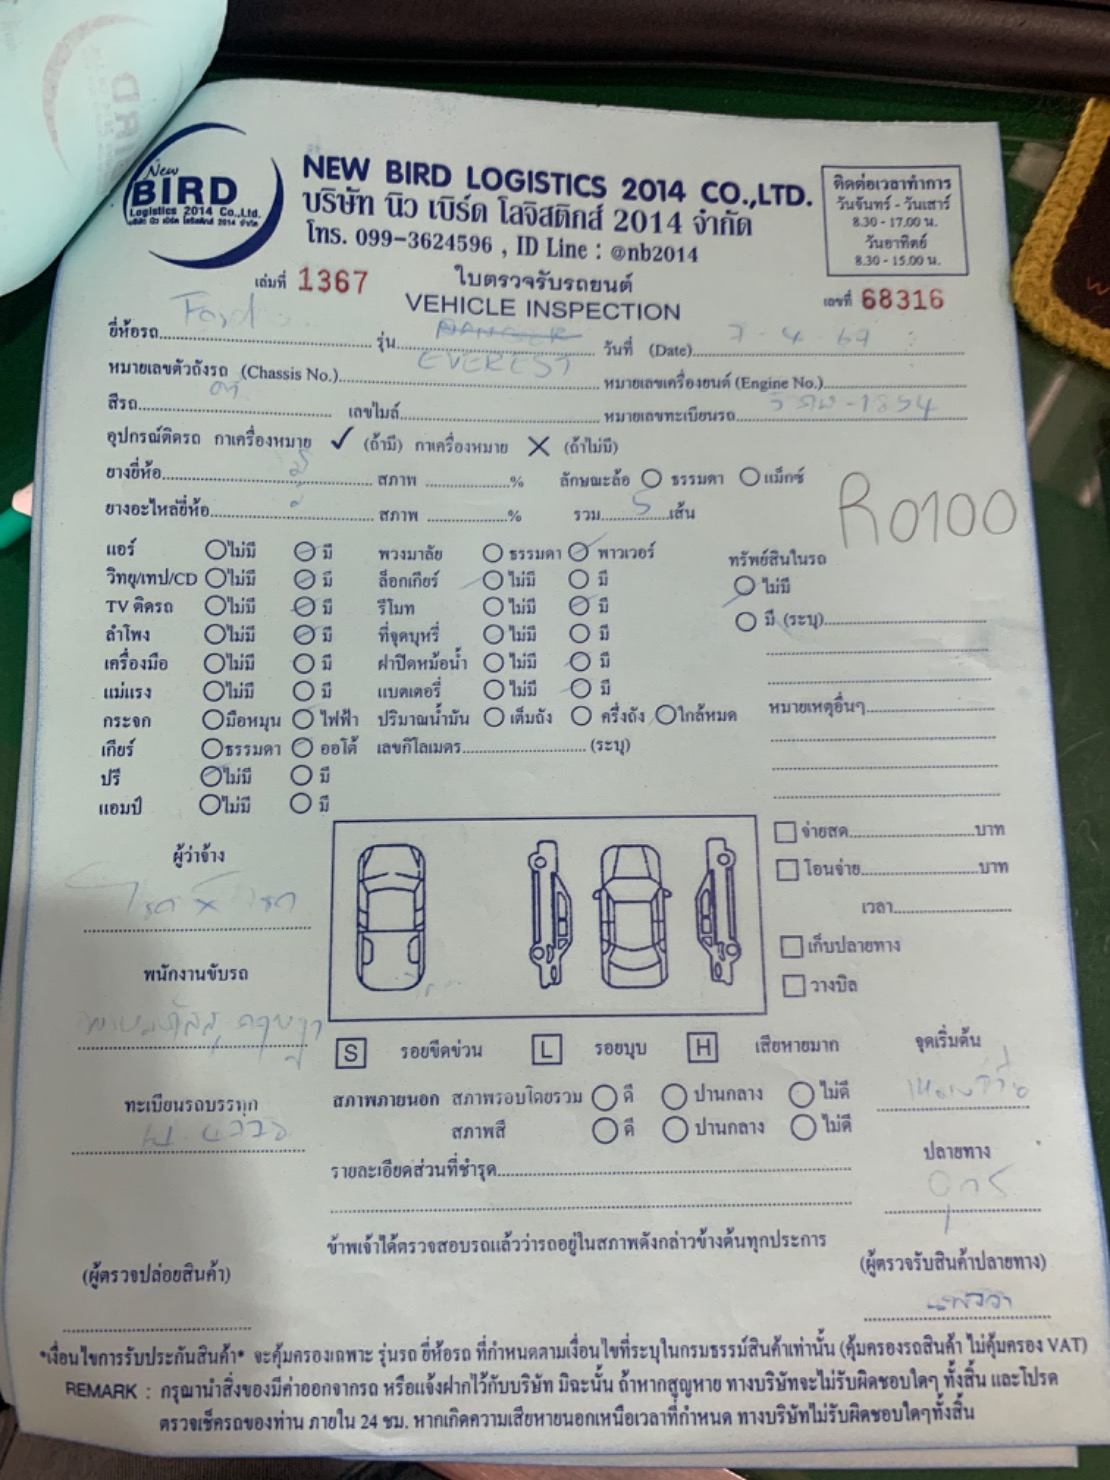 New
BIRD
Logistics 2014 Co.,Ltd.
บริษัท นิว เบิร์ด โลจิสติกส์ 2014 จำกัด
NEW BIRD LOGISTICS 2014 CO.,LTD.
บริษัท นิว เบิร์ด โลจิสติกส์ 2014 จำกัด
โทร. 099-3624596 , ID Line : @nb2014
ติดต่อเวลาทำการ
วันจันทร์ - วันเสาร์
8.30 - 17.00 น.
วันอาทิตย์
8.30 - 15.00 น.
เล่มที่ 1367
ใบตรวจรับรถยนต์
VEHICLE INSPECTION
เลขที่ 68316
ยี่ห้อรถ Ford รุ่น RANGER EVEREST วันที่ (Date) 7-4-69
หมายเลขตัวถังรถ (Chassis No.) หมายเลขเครื่องยนต์ (Engine No.)
สีรถ เลขไมล์ หมายเลขทะเบียนรถ -1854
อุปกรณ์ติดรถ กาเครื่องหมาย ✓ (ถ้ามี) กาเครื่องหมาย ✕ (ถ้าไม่มี)
ยางยี่ห้อ มี สภาพ % ลักษณะล้อ ธรรมดา แม็กซ์
ยางอะไหล่ยี่ห้อ สภาพ % รวม 5 เส้น
R0100
แอร์ ไม่มี มี พวงมาลัย ธรรมดา พาวเวอร์
ทรัพย์สินในรถ
วิทยุ/เทป/CD ไม่มี มี ล็อกเกียร์ ไม่มี มี
ไม่มี
TV ติดรถ ไม่มี มี รีโมท ไม่มี มี
มี (ระบุ)
ลำโพง ไม่มี มี ที่จุดบุหรี่ ไม่มี มี
เครื่องมือ ไม่มี มี ฝาปิดหม้อน้ำ ไม่มี มี
แม่แรง ไม่มี มี แบตเตอรี่ ไม่มี มี
หมายเหตุอื่นๆ
กระจก มือหมุน ไฟฟ้า ปริมาณน้ำมัน เต็มถัง ครึ่งถัง ใกล้หมด
เกียร์ ธรรมดา ออโต้ เลขกิโลเมตร (ระบุ)
ปรี ไม่มี มี
แอมป์ ไม่มี มี
จ่ายสด บาท
โอนจ่าย บาท
เวลา
เก็บปลายทาง
วางบิล
ผู้ว่าจ้าง
รถ X รถ
พนักงานขับรถ
S รอยขีดข่วน L รอยบุบ H เสียหายมาก
จุดเริ่มต้น
ทะเบียนรถบรรทุก
สภาพภายนอก สภาพรอบโดยรวม ดี ปานกลาง ไม่ดี
สภาพสี ดี ปานกลาง ไม่ดี
ปลายทาง
อุดร
รายละเอียดส่วนที่ชำรุด
ข้าพเจ้าได้ตรวจสอบรถแล้วว่ารถอยู่ในสภาพดังกล่าวข้างต้นทุกประการ
(ผู้ตรวจปล่อยสินค้า)
(ผู้ตรวจรับสินค้าปลายทาง)
*เงื่อนไขการรับประกันสินค้า* จะคุ้มครองเฉพาะ รุ่นรถ ยี่ห้อรถ ที่กำหนดตามเงื่อนไขที่ระบุในกรมธรรม์สินค้าเท่านั้น (คุ้มครองรถสินค้า ไม่คุ้มครอง VAT)
REMARK : กรุณานำสิ่งของมีค่าออกจากรถ หรือแจ้งฝากไว้กับบริษัท มิฉะนั้น ถ้าหากสูญหาย ทางบริษัทจะไม่รับผิดชอบใดๆ ทั้งสิ้น และโปรด
ตรวจเช็ครถของท่าน ภายใน 24 ชม. หากเกิดความเสียหายนอกเหนือเวลาที่กำหนด ทางบริษัทไม่รับผิดชอบใดๆทั้งสิ้น